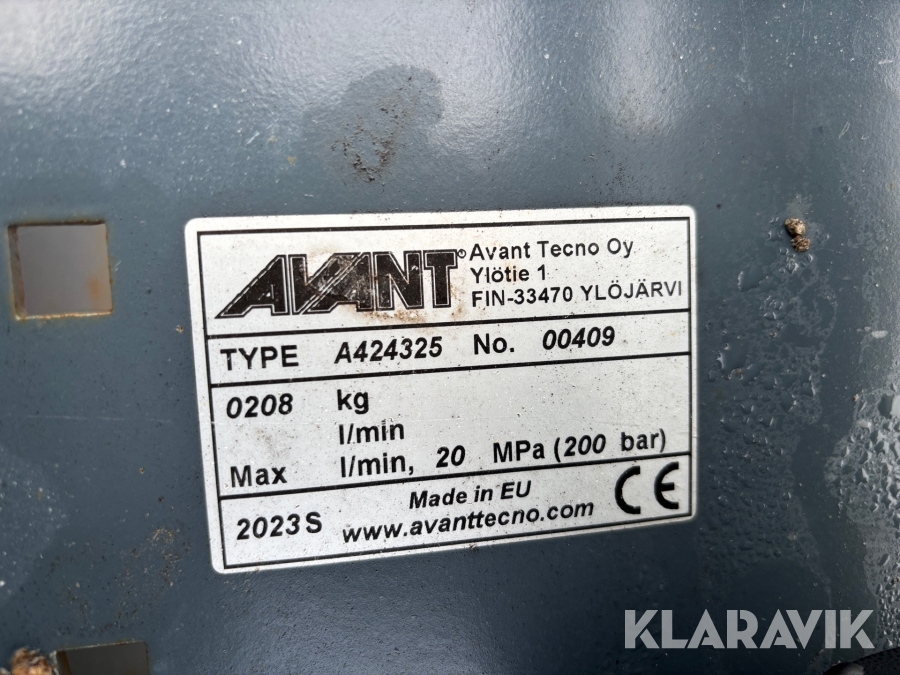 AVANT®
Avant Tecno Oy
Ylötie 1
FIN-33470 YLÖJÄRVI
TYPE A424325 No. 00409
0208 kg
l/min
Max l/min, 20 MPa (200 bar)
2023S Made in EU CE
www.avanttecno.com
KLARAVIK